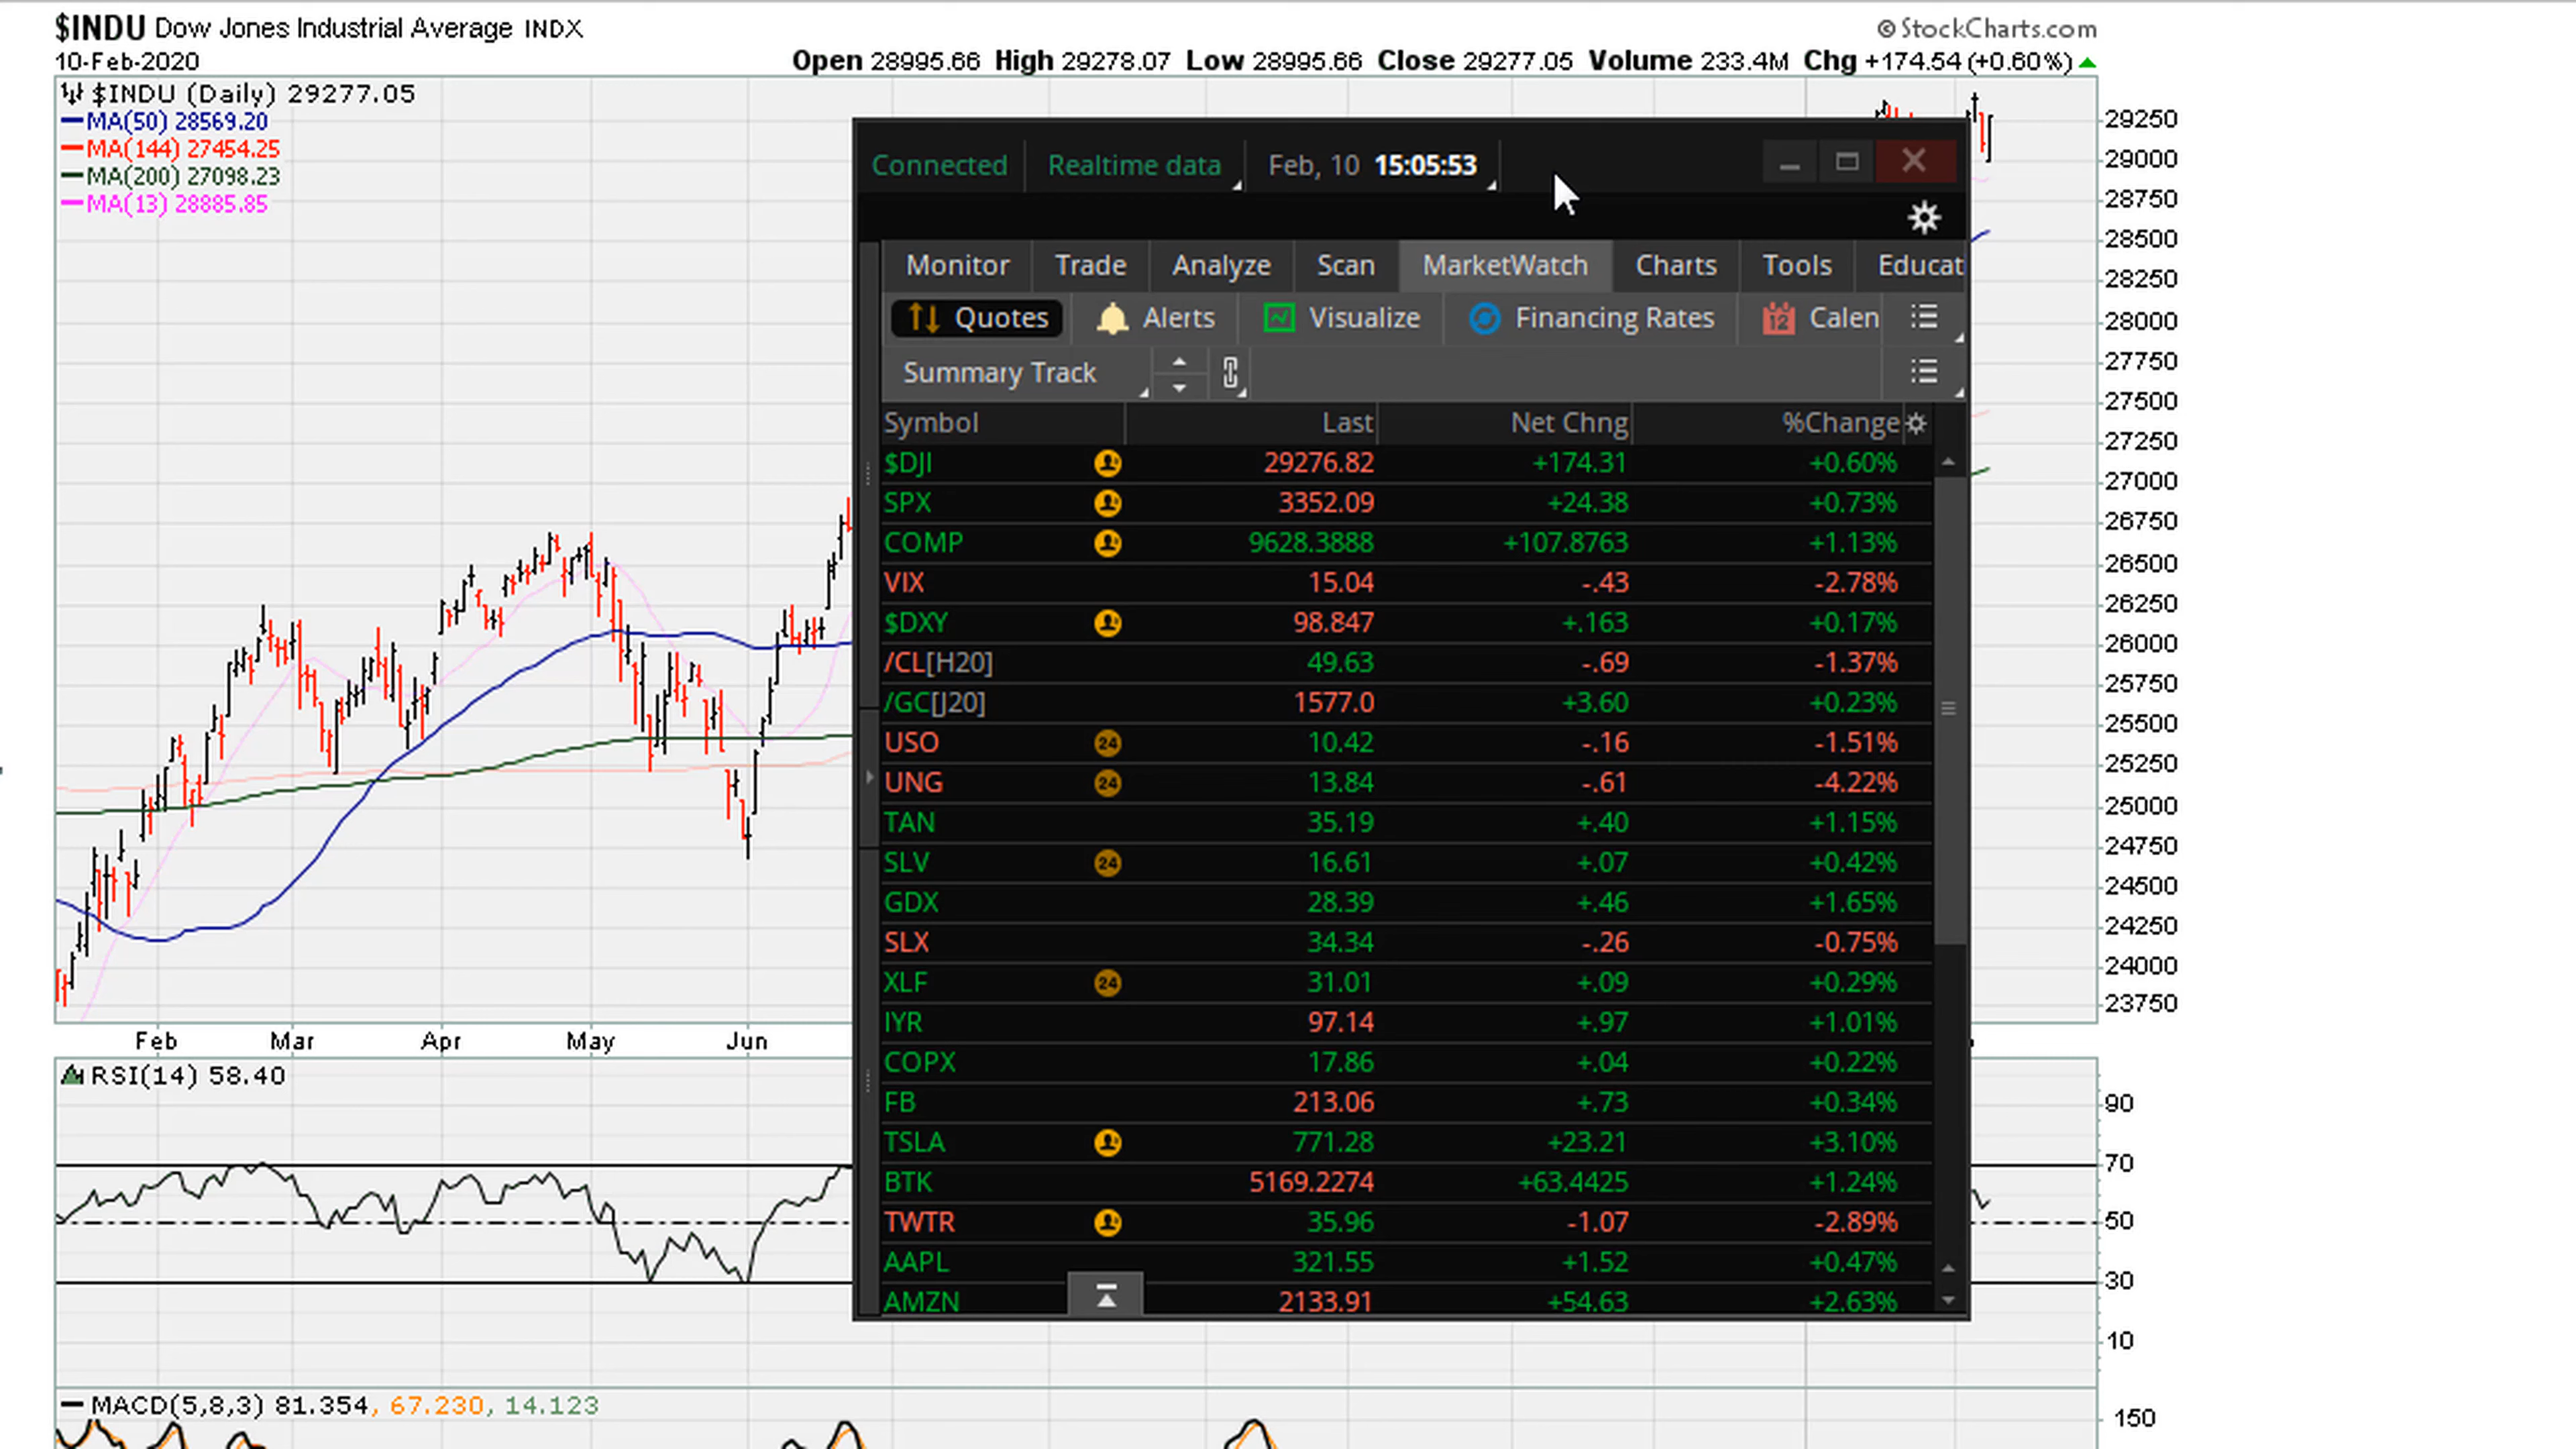 $INDU Dow Jones Industrial Average INDX
© StockCharts.com
10-Feb-2020
Open 28995.66 High 29278.07 Low 28995.66 Close 29277.05 Volume 233.4M Chg +174.54 (+0.60%)
$INDU (Daily) 29277.05
MA(50) 28569.20
MA(144) 27454.25
MA(200) 27098.23
MA(13) 28885.85
Connected Realtime data Feb, 10 15:05:53
Monitor Trade Analyze Scan MarketWatch Charts Tools Educat
Quotes Alerts Visualize Financing Rates 12 Calen
Summary Track
Symbol Last Net Chng %Change
$DJI 29276.82 +174.31 +0.60%
SPX 3352.09 +24.38 +0.73%
COMP 9628.3888 +107.8763 +1.13%
VIX 15.04 -.43 -2.78%
$DXY 98.847 +.163 +0.17%
/CL[H20] 49.63 -.69 -1.37%
/GC[J20] 1577.0 +3.60 +0.23%
USO 24 10.42 -.16 -1.51%
UNG 24 13.84 -.61 -4.22%
TAN 35.19 +.40 +1.15%
SLV 24 16.61 +.07 +0.42%
GDX 28.39 +.46 +1.65%
SLX 34.34 -.26 -0.75%
XLF 24 31.01 +.09 +0.29%
IYR 97.14 +.97 +1.01%
COPX 17.86 +.04 +0.22%
FB 213.06 +.73 +0.34%
TSLA 771.28 +23.21 +3.10%
BTK 5169.2274 +63.4425 +1.24%
TWTR 35.96 -1.07 -2.89%
AAPL 321.55 +1.52 +0.47%
AMZN 2133.91 +54.63 +2.63%
29250
29000
28750
28500
28250
28000
27750
27500
27250
27000
26750
26500
26250
26000
25750
25500
25250
25000
24750
24500
24250
24000
23750
Feb Mar Apr May Jun
RSI(14) 58.40
90
70
50
30
10
MACD(5,8,3) 81.354, 67.230, 14.123
150